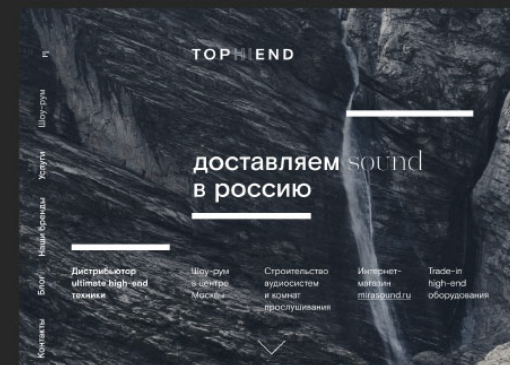 TOPHIEND
доставляем sound
в россию
Шоу-рум
Услуги
Наши бренды
Блог
Контакты
Дистрибьютор
ultimate high-end
техники
Шоу-рум
в центре
Москвы
Строительство
аудиосистем
и комнат
прослушивания
Интернет-
магазин
mirasound.ru
Trade-in
high-end
оборудования